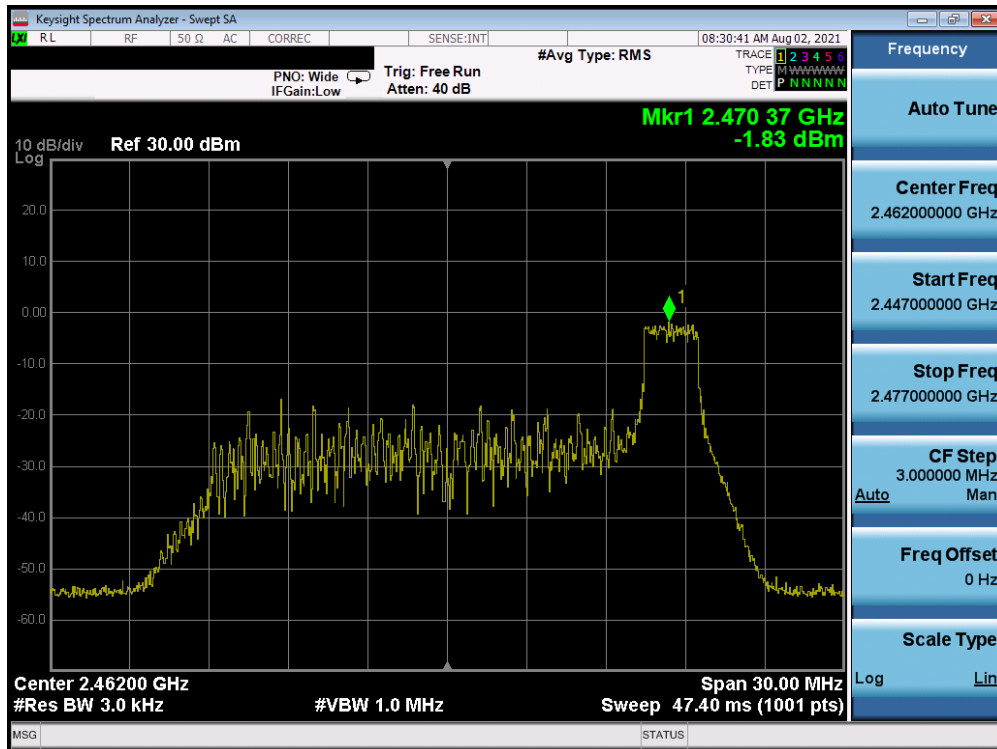 Keysight Spectrum Analyzer - Swept SA
LXI RL RF 50 Ω AC CORREC SENSE:INT 08:30:41 AM Aug 02, 2021
#Avg Type: RMS
TRACE 1 2 3 4 5 6
PNO: Wide Trig: Free Run
TYPE M WWWWW
IFGain:Low Atten: 40 dB
DET P N N N N N
Mkr1 2.470 37 GHz
-1.83 dBm
10 dB/div Ref 30.00 dBm
Log
20.0
10.0
1
0.00
-10.0
-20.0
-30.0
-40.0
-50.0
-60.0
Center 2.46200 GHz Span 30.00 MHz
#Res BW 3.0 kHz #VBW 1.0 MHz Sweep 47.40 ms (1001 pts)
MSG STATUS
Frequency
Auto Tune
Center Freq
2.462000000 GHz
Start Freq
2.447000000 GHz
Stop Freq
2.477000000 GHz
CF Step
3.000000 MHz
Auto Man
Freq Offset
0 Hz
Scale Type
Log Lin